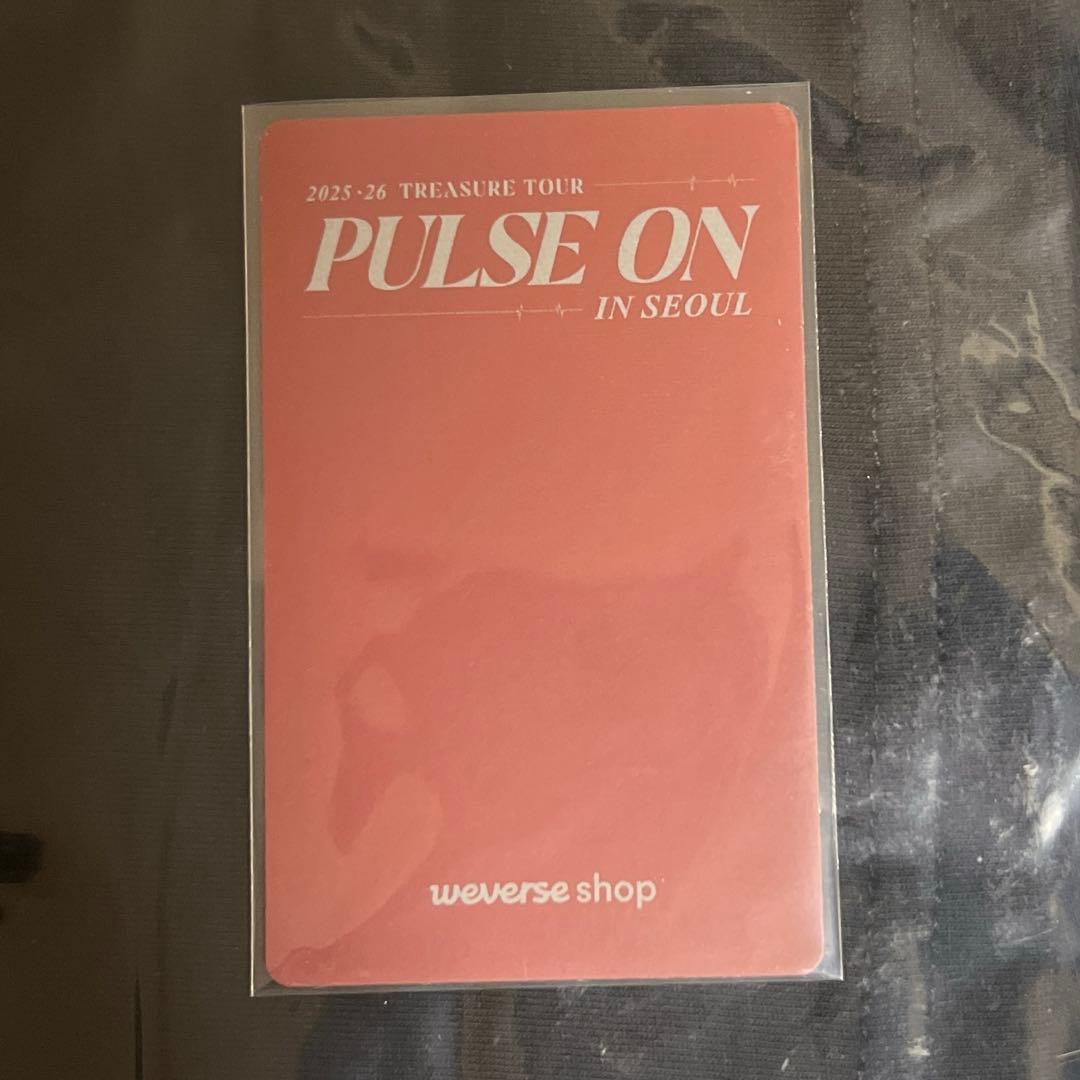 2025·26 TREASURE TOUR
PULSE ON
IN SEOUL
weverse shop